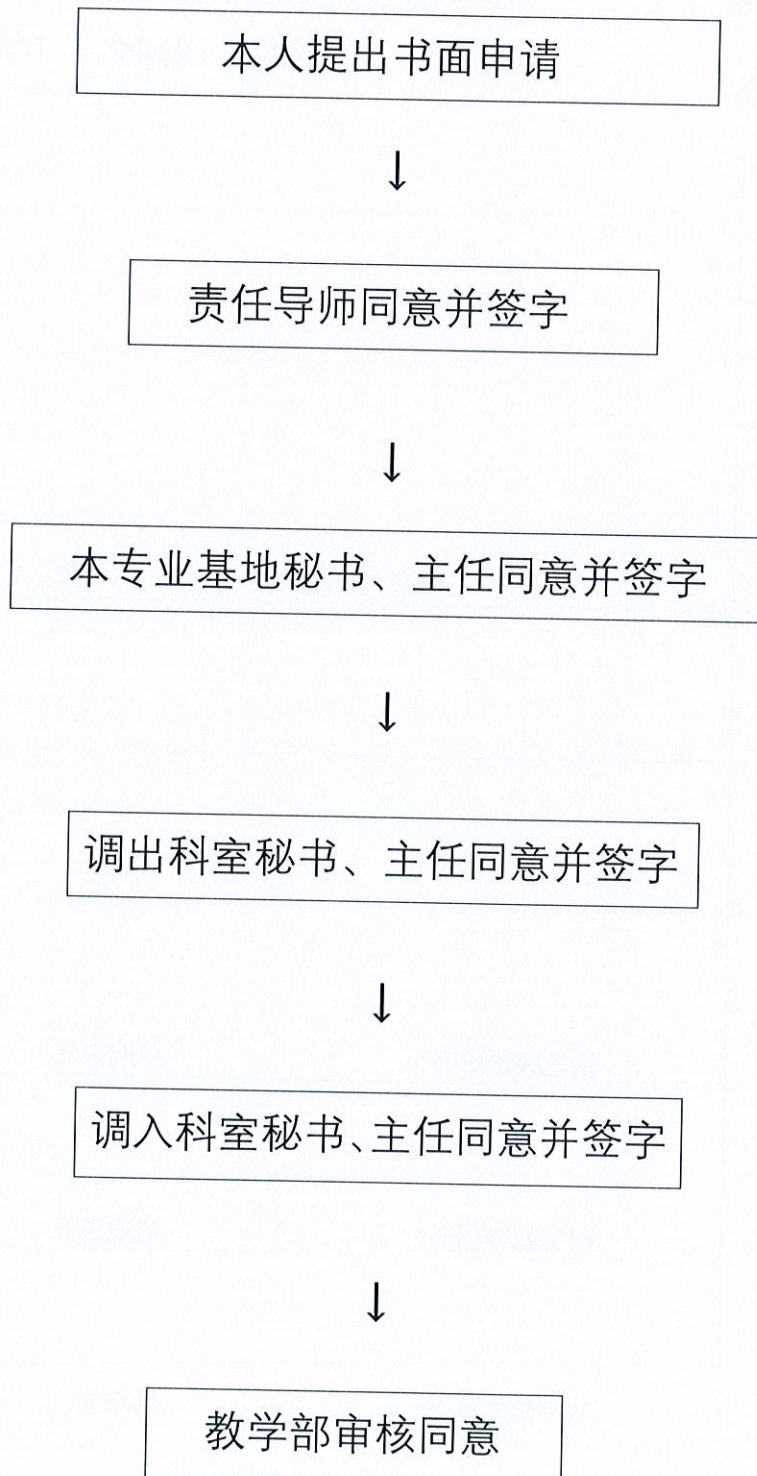 本人提出书面申请
↓
责任导师同意并签字
↓
本专业基地秘书、主任同意并签字
↓
调出科室秘书、主任同意并签字
↓
调入科室秘书、主任同意并签字
↓
教学部审核同意